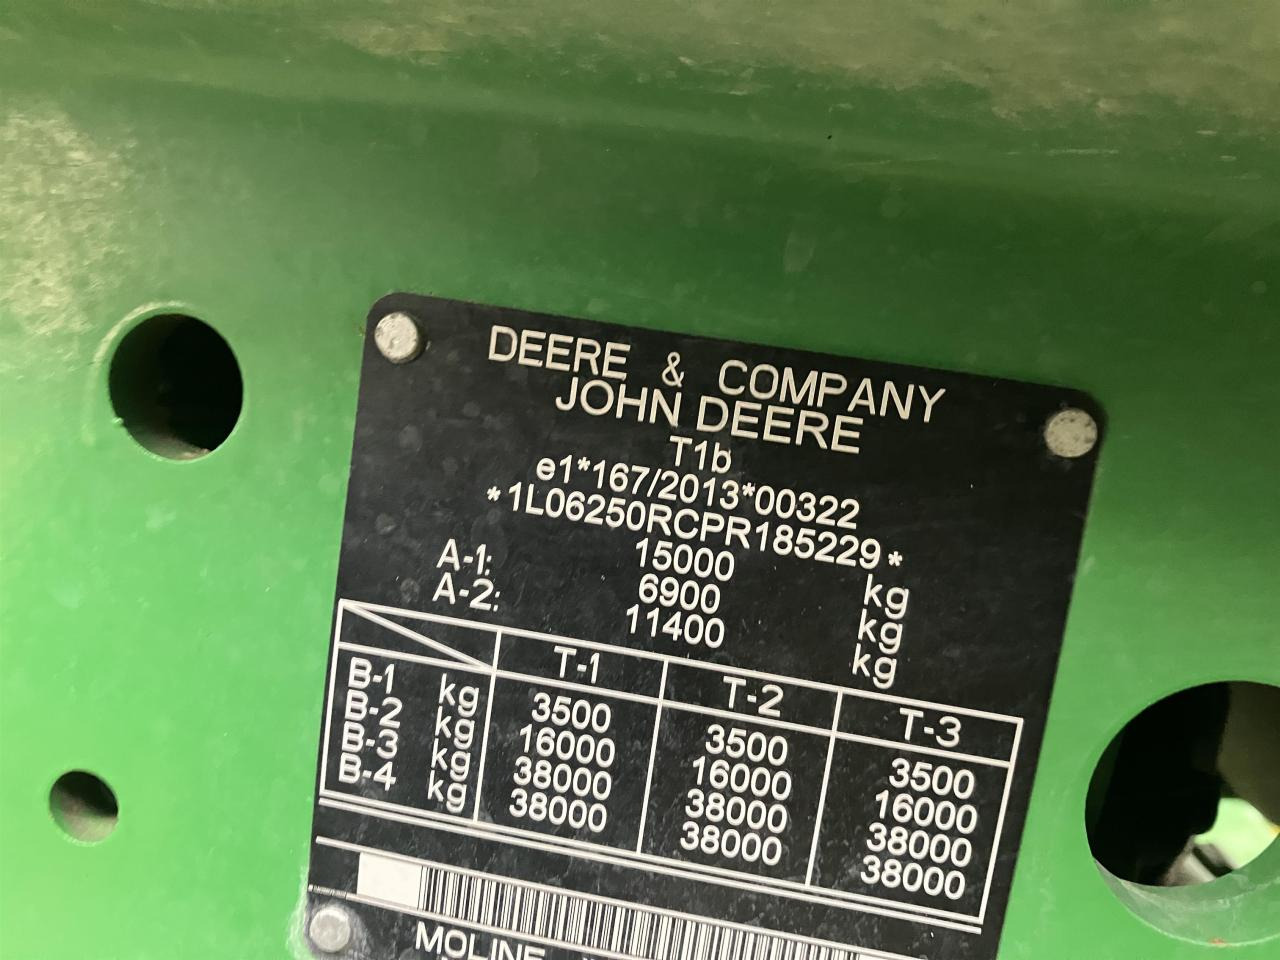 DEERE & COMPANY
JOHN DEERE
T1b
e1*167/2013*00322
*1L06250RCPR185229*
15000 kg
A-1: 6900 kg
A-2: 11400 kg
T-1 T-2 T-3
B-1 kg 3500 3500 3500
B-2 kg 16000 16000 16000
B-3 kg 38000 38000 38000
B-4 kg 38000 38000 38000
MOLINE